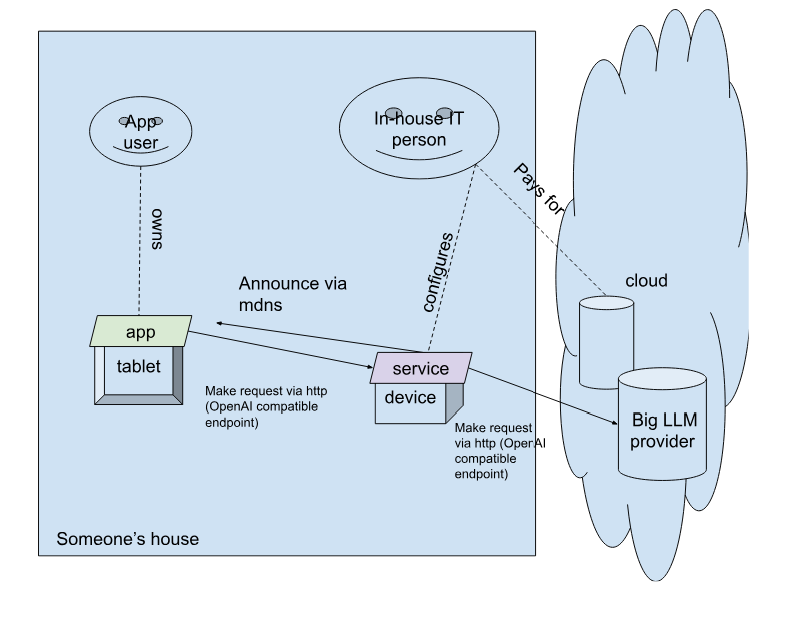 App
user
In-house IT
person
Pays for
owns
configures
Announce via
mdns
cloud
app
tablet
service
device
Make request via http
(OpenAI compatible
endpoint)
Make request
via http (OpenAI
compatible
endpoint)
Big LLM
provider
Someone’s house